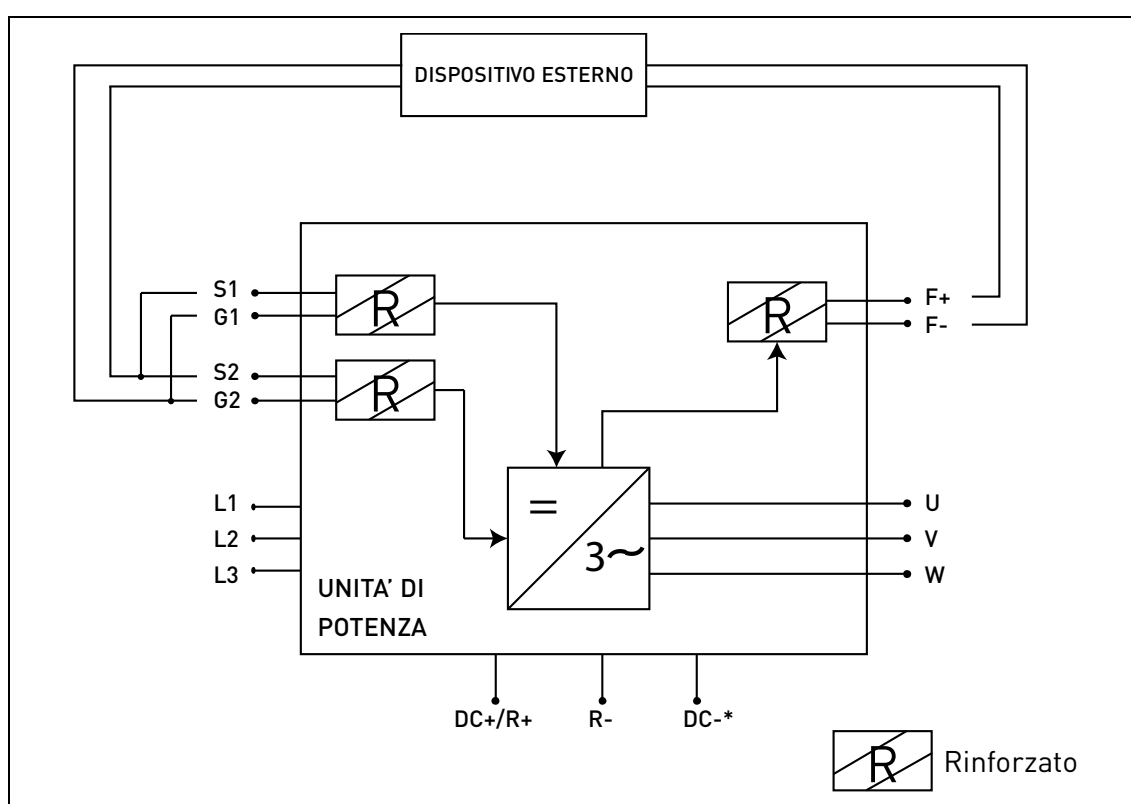 DISPOSITIVO ESTERNO
S1
G1
S2
G2
R
R
R
F+
F-
L1
L2
L3
=
3~
U
V
W
UNITA' DI
POTENZA
DC+/R+
R-
DC-*
R
Rinforzato